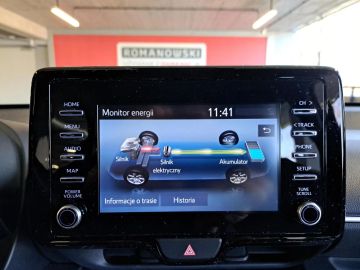 ROMANOWSKI
HOME
MENU
AUDIO
MAP
POWER
VOLUME
Monitor energii
11:41
Silnik
Silnik
elektryczny
Akumulator
Informacje o trasie
Historia
CH
TRACK
PHONE
SETUP
TUNE
SCROLL